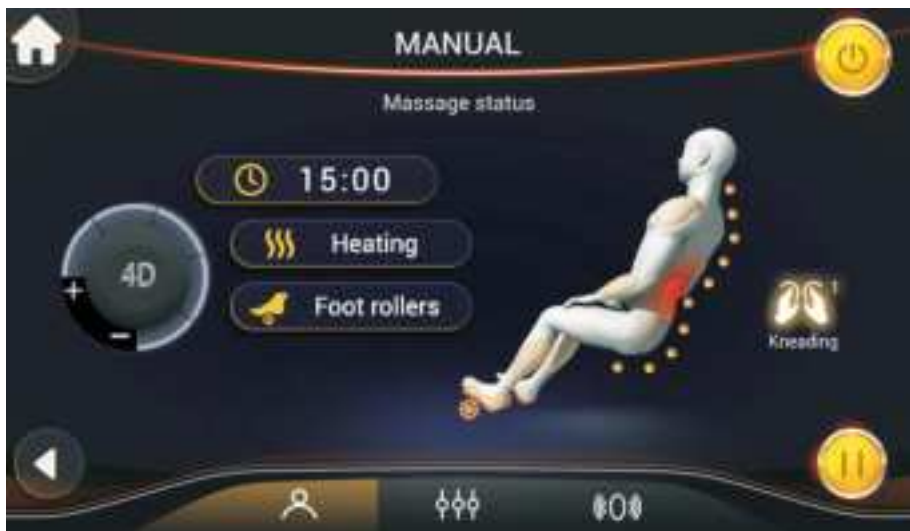 MANUAL
Massage status
15:00
Heating
4D
+
−
Foot rollers
Kneading